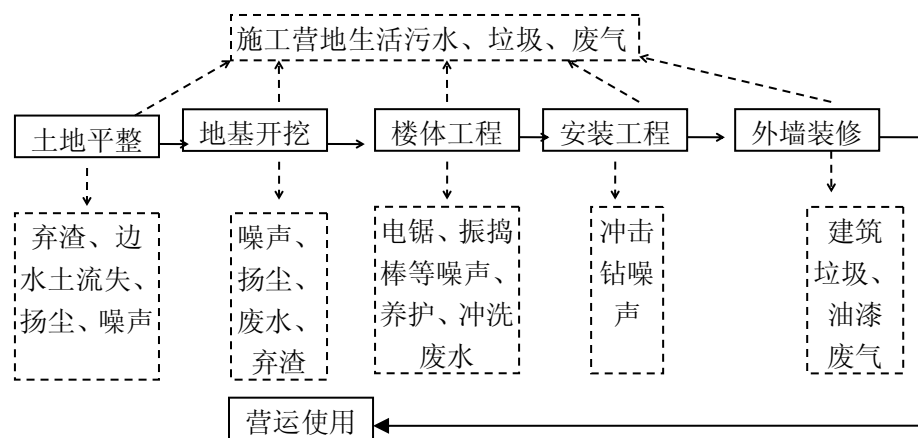 施工营地生活污水、垃圾、废气
土地平整
地基开挖
楼体工程
安装工程
外墙装修
弃渣、边
水土流失、
扬尘、噪声
噪声、
扬尘、
废水、
弃渣
电锯、振捣
棒等噪声、
养护、冲洗
废水
冲击
钻噪
声
建筑
垃圾、
油漆
废气
营运使用